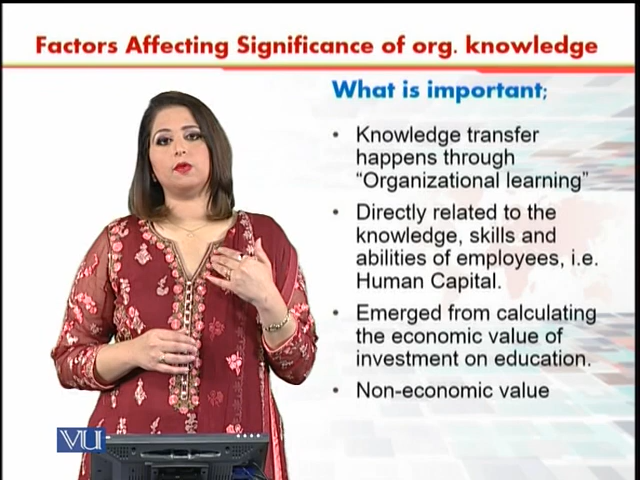 Factors Affecting Significance of org. knowledge
What is important;
• Knowledge transfer
happens through
“Organizational learning”
• Directly related to the
knowledge, skills and
abilities of employees, i.e.
Human Capital.
• Emerged from calculating
the economic value of
investment on education.
• Non-economic value
VU